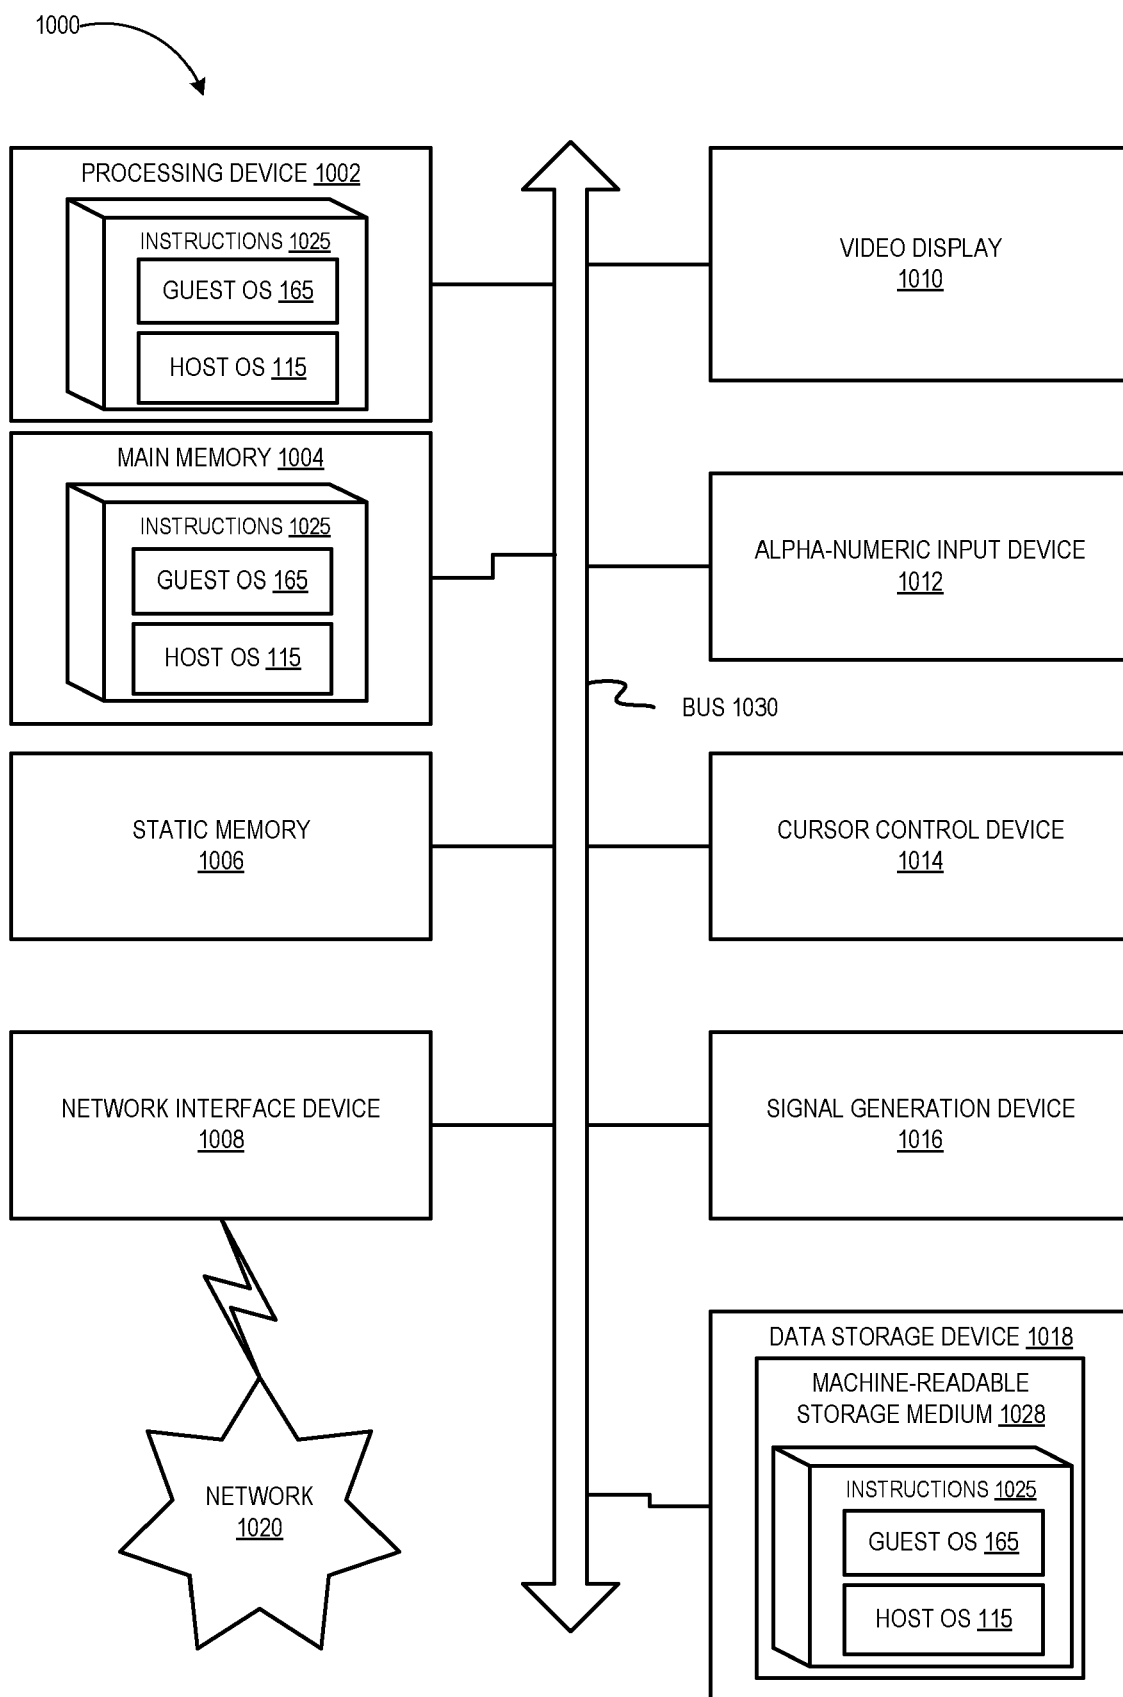 1000
PROCESSING DEVICE 1002
INSTRUCTIONS 1025
GUEST OS 165
HOST OS 115
MAIN MEMORY 1004
INSTRUCTIONS 1025
GUEST OS 165
HOST OS 115
STATIC MEMORY
1006
NETWORK INTERFACE DEVICE
1008
NETWORK
1020
VIDEO DISPLAY
1010
ALPHA-NUMERIC INPUT DEVICE
1012
BUS 1030
CURSOR CONTROL DEVICE
1014
SIGNAL GENERATION DEVICE
1016
DATA STORAGE DEVICE 1018
MACHINE-READABLE
STORAGE MEDIUM 1028
INSTRUCTIONS 1025
GUEST OS 165
HOST OS 115